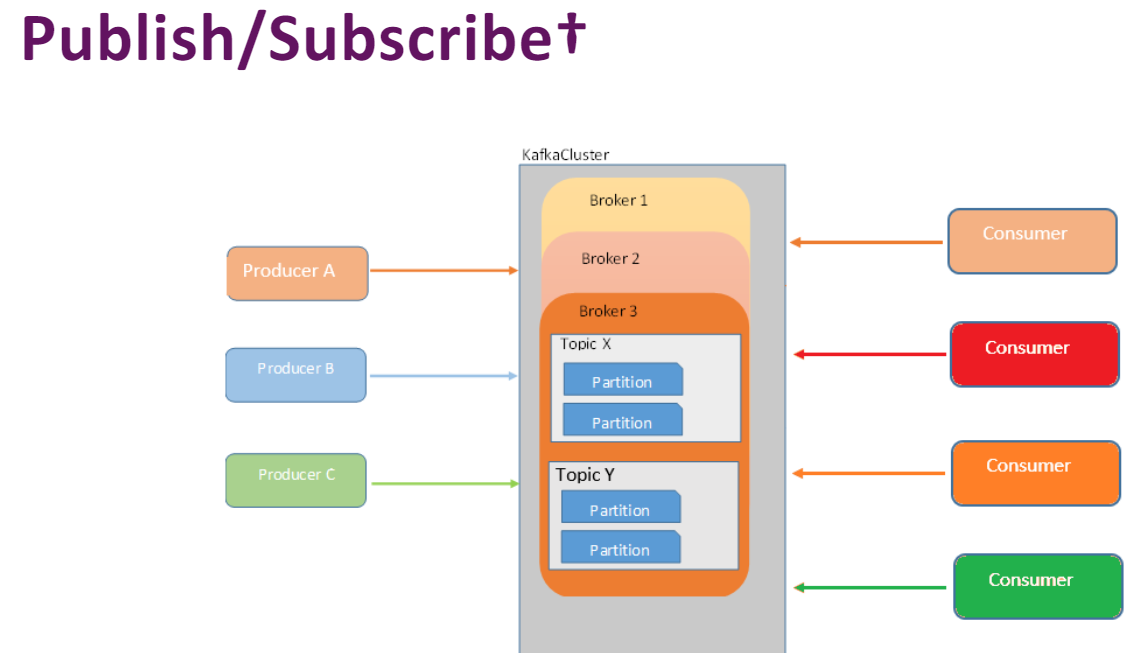 Publish/Subscribe†
KafkaCluster
Broker 1
Broker 2
Broker 3
Topic X
Partition
Partition
Topic Y
Partition
Partition
Producer A
Producer B
Producer C
Consumer
Consumer
Consumer
Consumer